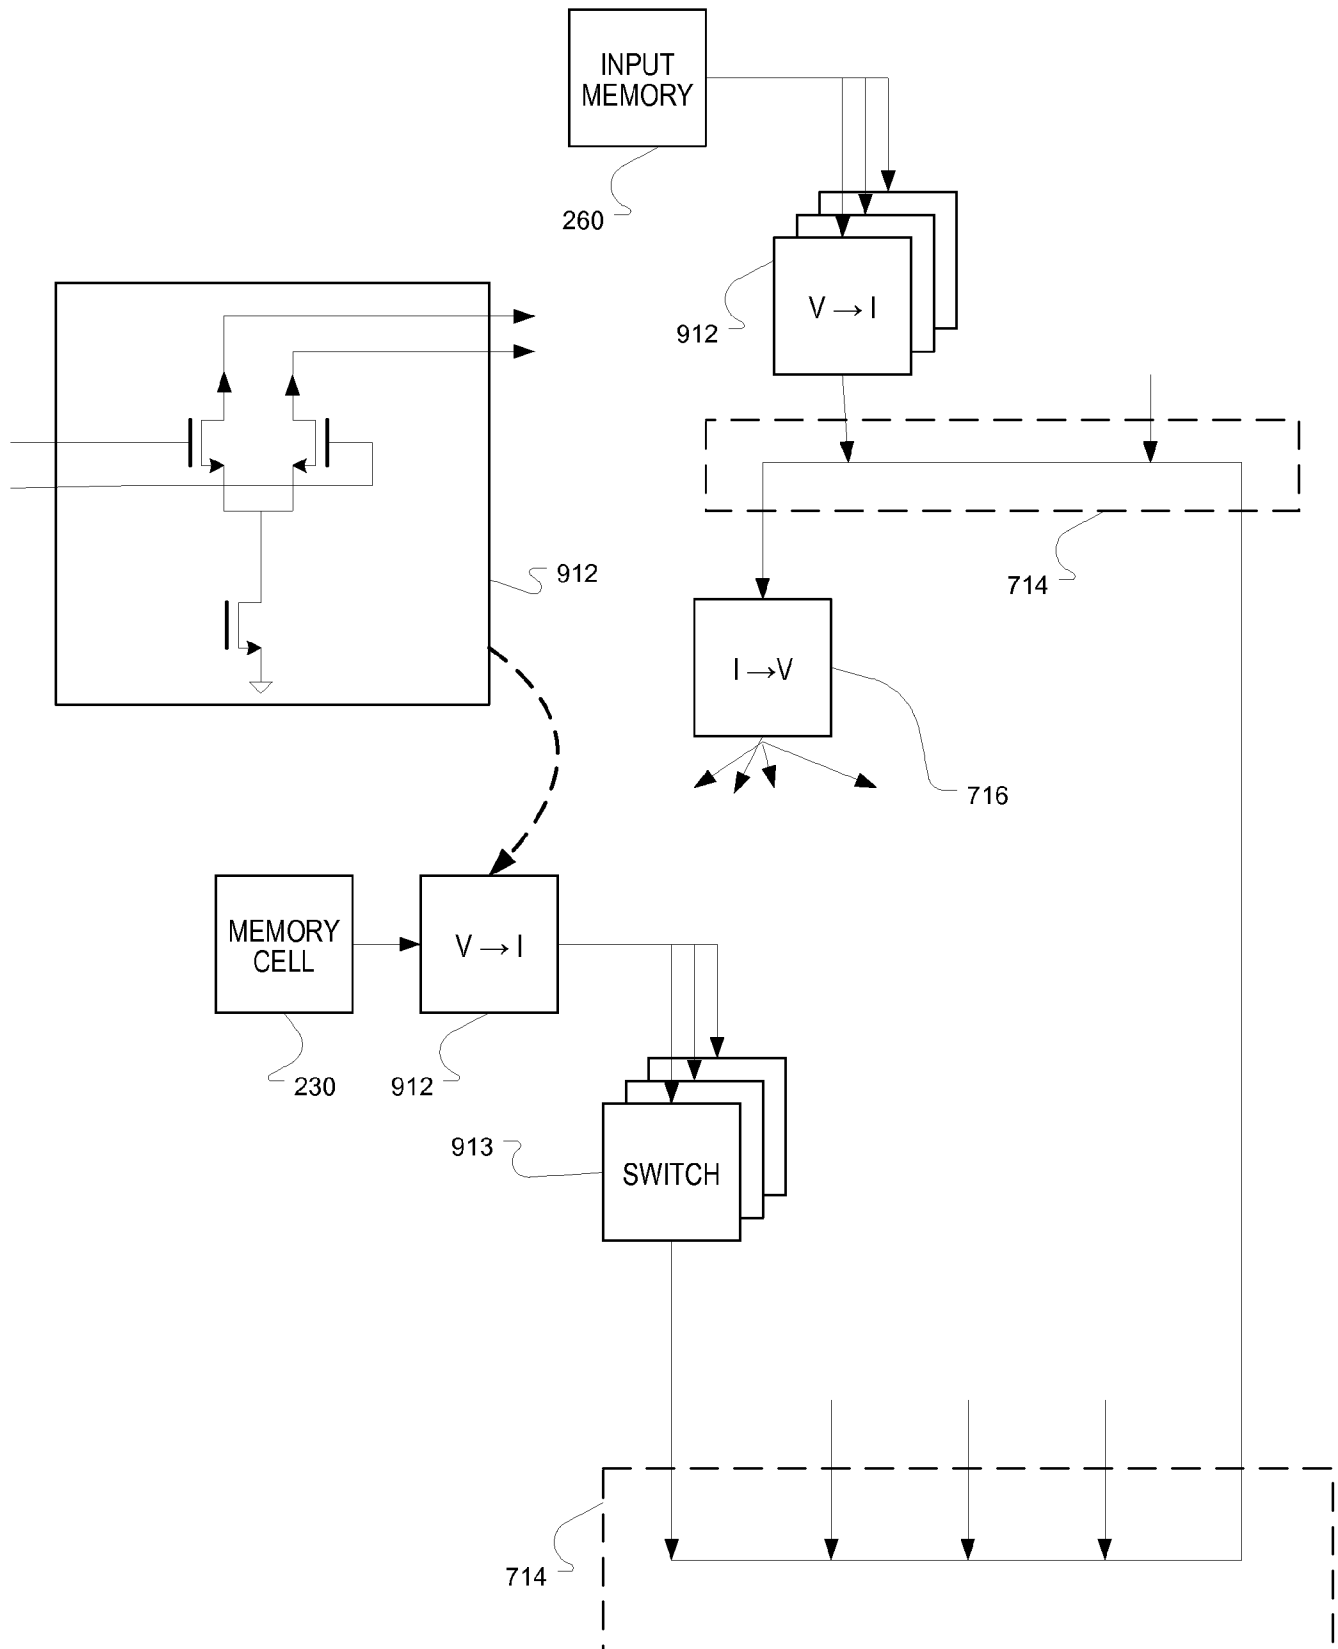 INPUT
MEMORY
260
912
V → I
714
912
I → V
716
MEMORY
CELL
V → I
230
912
913
SWITCH
714